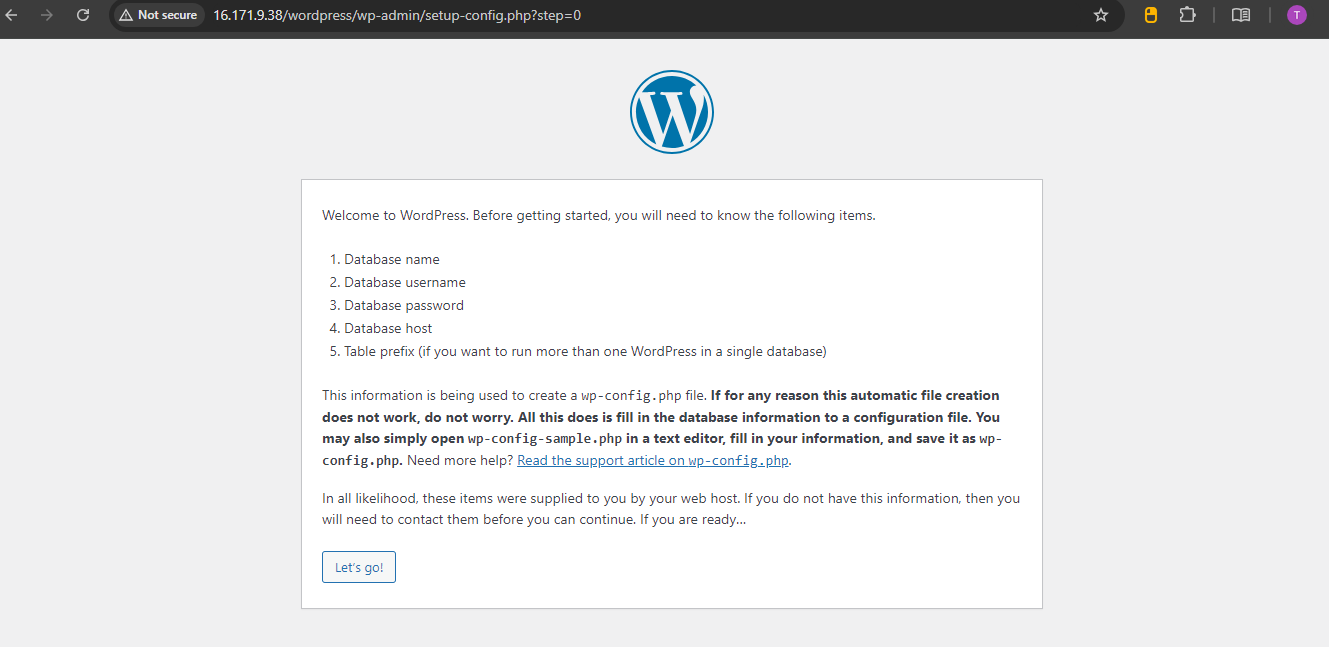 Not secure 16.171.9.38/wordpress/wp-admin/setup-config.php?step=0
T
W
Welcome to WordPress. Before getting started, you will need to know the following items.
1. Database name
2. Database username
3. Database password
4. Database host
5. Table prefix (if you want to run more than one WordPress in a single database)
This information is being used to create a wp-config.php file. If for any reason this automatic file creation
does not work, do not worry. All this does is fill in the database information to a configuration file. You
may also simply open wp-config-sample.php in a text editor, fill in your information, and save it as wp-
config.php. Need more help? Read the support article on wp-config.php.
In all likelihood, these items were supplied to you by your web host. If you do not have this information, then you
will need to contact them before you can continue. If you are ready…
Let's go!